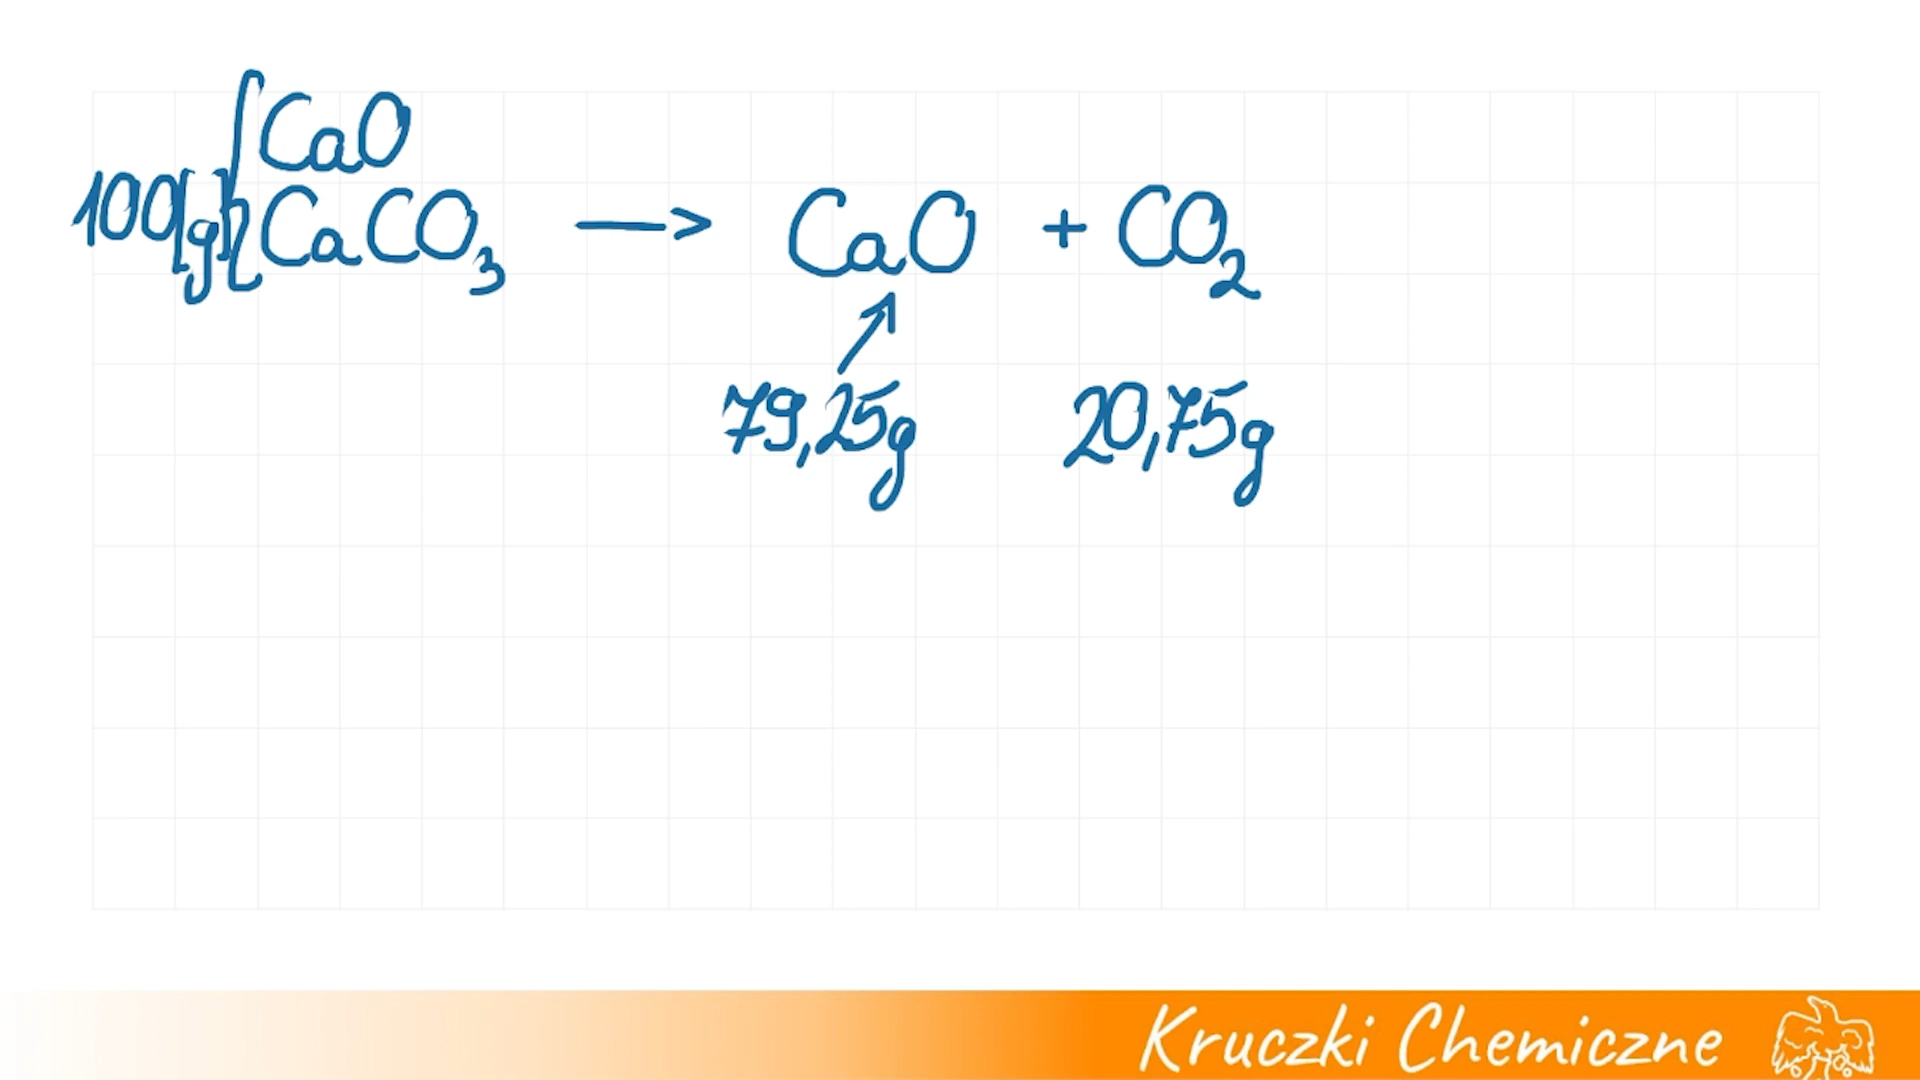 CaO
100[g] { CaCO₃ —> CaO + CO₂
79,25g 20,75g
Kruczki Chemiczne